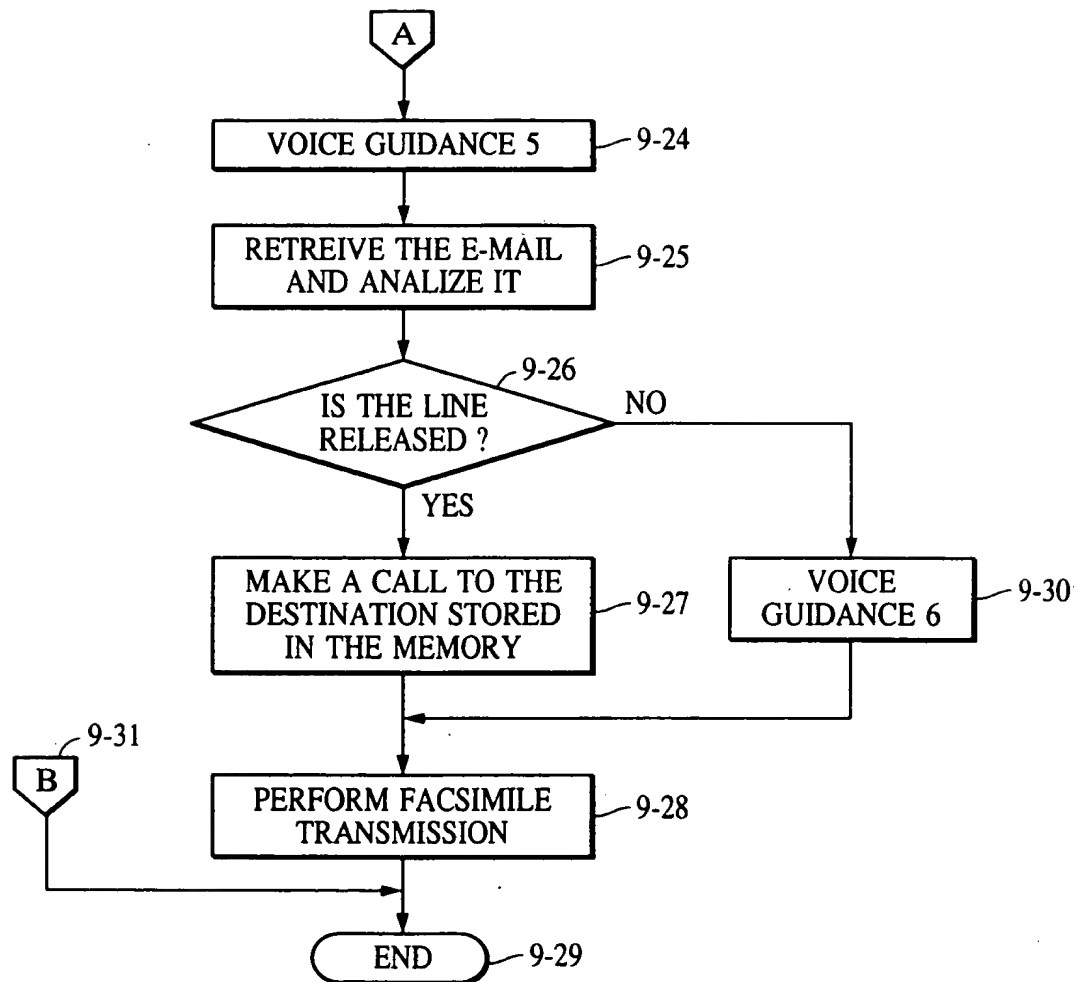 A
VOICE GUIDANCE 5
9-24
RETREIVE THE E-MAIL
AND ANALIZE IT
9-25
9-26
IS THE LINE
RELEASED ?
NO
YES
MAKE A CALL TO THE
DESTINATION STORED
IN THE MEMORY
9-27
VOICE
GUIDANCE 6
9-30
9-31
B
PERFORM FACSIMILE
TRANSMISSION
9-28
END
9-29